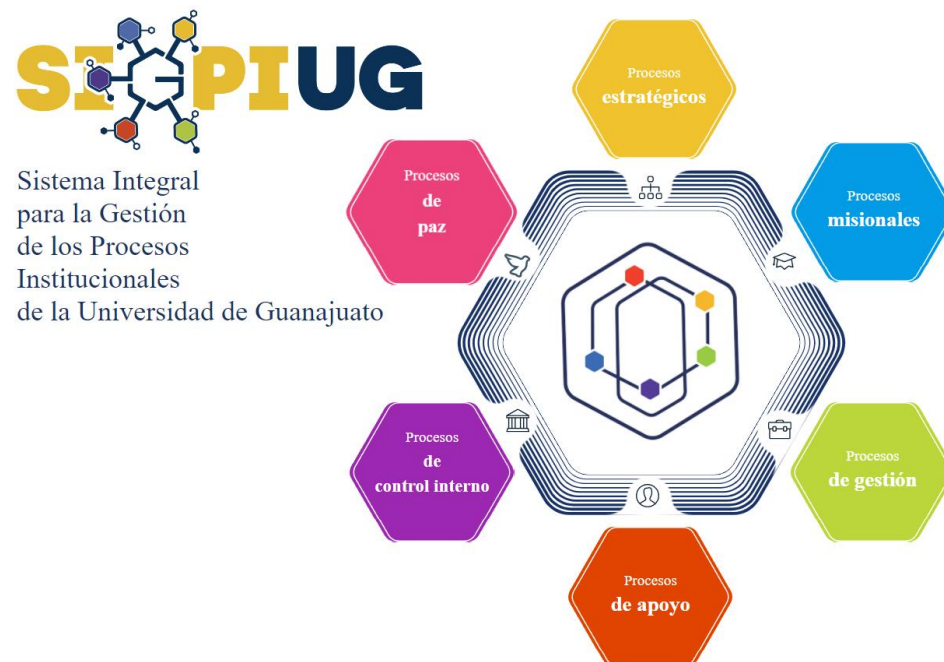 SIGPIUG
Sistema Integral
para la Gestión
de los Procesos
Institucionales
de la Universidad de Guanajuato
Procesos
estratégicos
Procesos
misionales
Procesos
de gestión
Procesos
de apoyo
Procesos
de
control interno
Procesos
de
paz